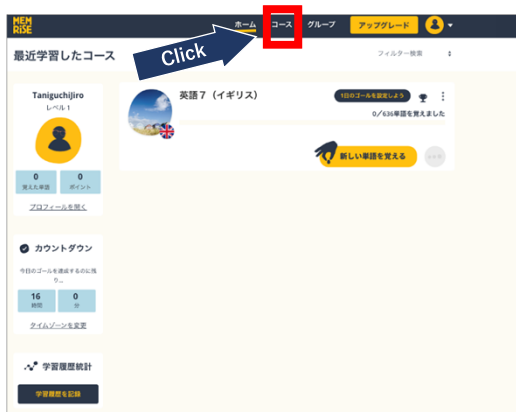 MEM
RiSE
ホーム コース グループ アップグレード
最近学習したコース
Click
フィルター検索
Taniguchijiro
レベル 1
0 0
覚えた単語 ポイント
プロフィールを開く
英語 7（イギリス）
1日のゴールを設定しよう
0／636単語を覚えました
新しい単語を覚える
カウントダウン
今日のゴールを達成するのに残
り...
16 0
時間 分
タイムゾーンを変更
学習履歴統計
学習履歴を記録